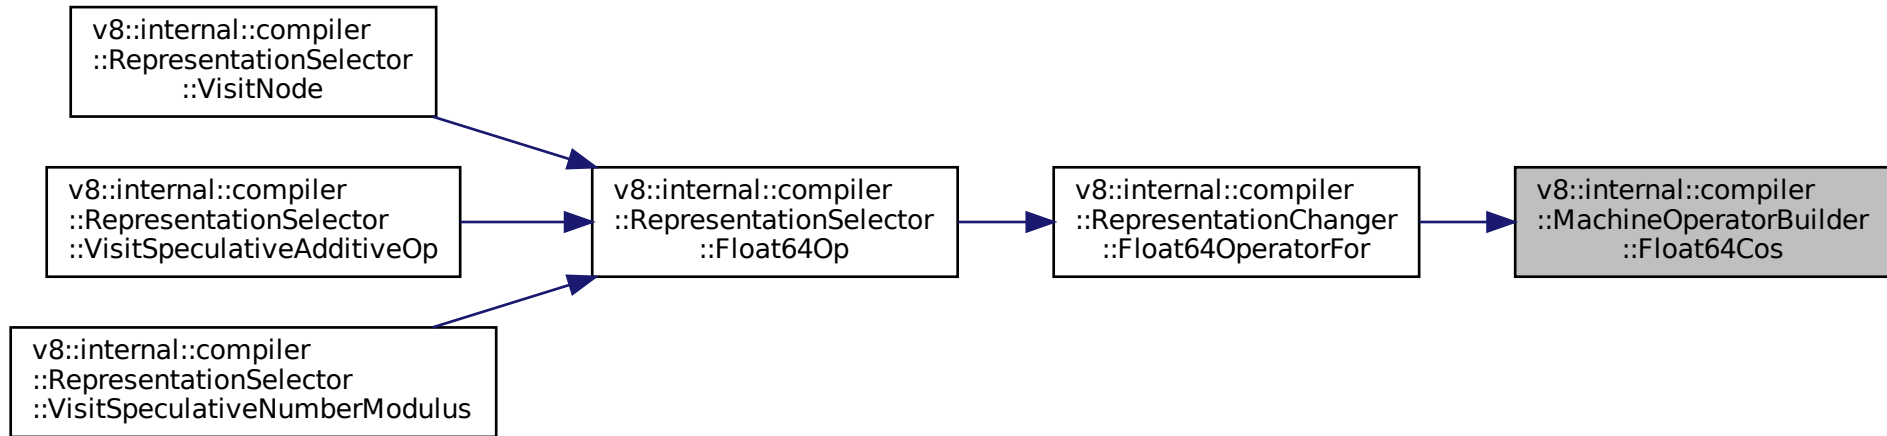 v8::internal::compiler
::RepresentationSelector
::VisitNode
v8::internal::compiler
::RepresentationSelector
::VisitSpeculativeAdditiveOp
v8::internal::compiler
::RepresentationSelector
::VisitSpeculativeNumberModulus
v8::internal::compiler
::RepresentationSelector
::Float64Op
v8::internal::compiler
::RepresentationChanger
::Float64OperatorFor
v8::internal::compiler
::MachineOperatorBuilder
::Float64Cos